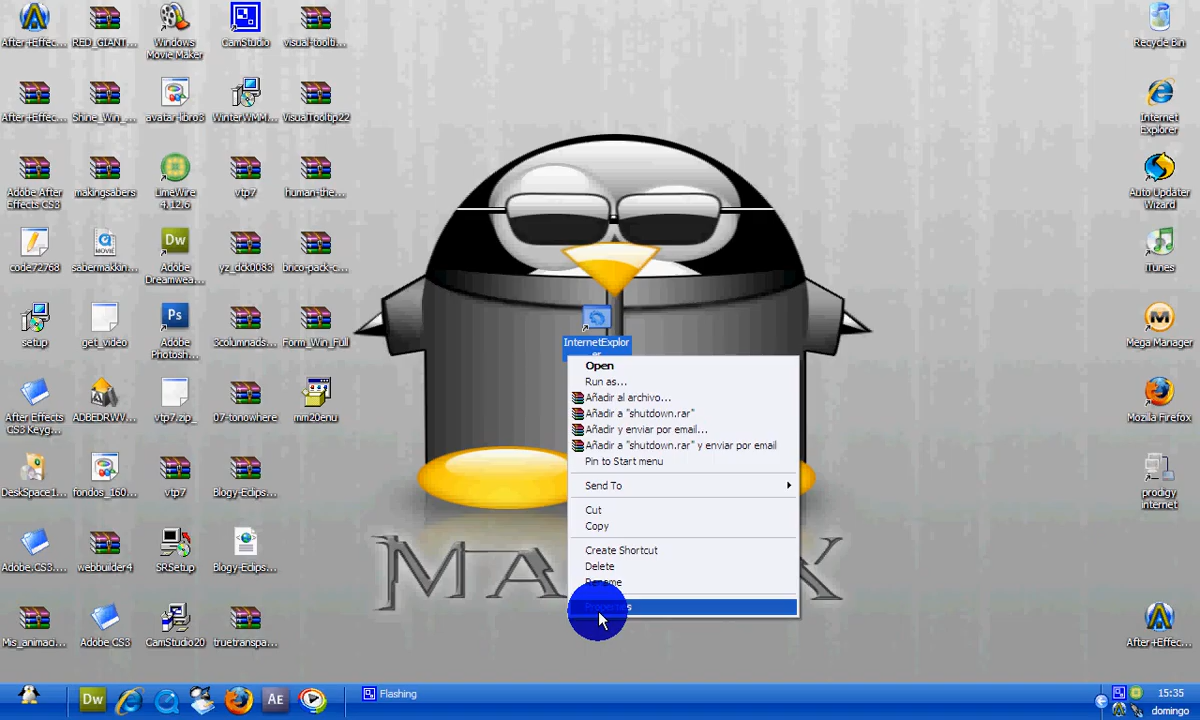 After+Effec...
RED_GIANT...
Windows
Movie Maker
CamStudio
visual-toolti...
Recycle Bin
After+Effec...
Shine_Win_...
avatar-libro3
WinterWMM...
VisualTooltip22
Internet
Explorer
Adobe After
Effects CS3
makingsabers
LimeWire
4.12.6
vtp7
human-the...
Auto Updater
Wizard
code72768
sabermakkin...
Adobe
Dreamwea...
yz_dck0083
brico-pack-c...
iTunes
setup
get_video
Adobe
Photosh...
3columnads...
Form_Win_Full
InternetExplor
er
Mega Manager
After Effects
CS3 Keyg...
ADBEDRWV...
vtp7.zip_
07-tonowhere
mm20enu
Mozilla Firefox
DeskSpace1...
fondos_160...
vtp7
Blogy-Eclips...
prodigy
internet
Adobe.CS3....
webbuilder4
SRSetup
Blogy-Eclips...
Mis_animaci...
Adobe CS3
CamStudio20
truetranspa...
After+Effec...
Open
Run as...
Añadir al archivo...
Añadir a "shutdown.rar"
Añadir y enviar por email...
Añadir a "shutdown.rar" y enviar por email
Pin to Start menu
Send To
Cut
Copy
Create Shortcut
Delete
Rename
Properties
Flashing
15:35
domingo